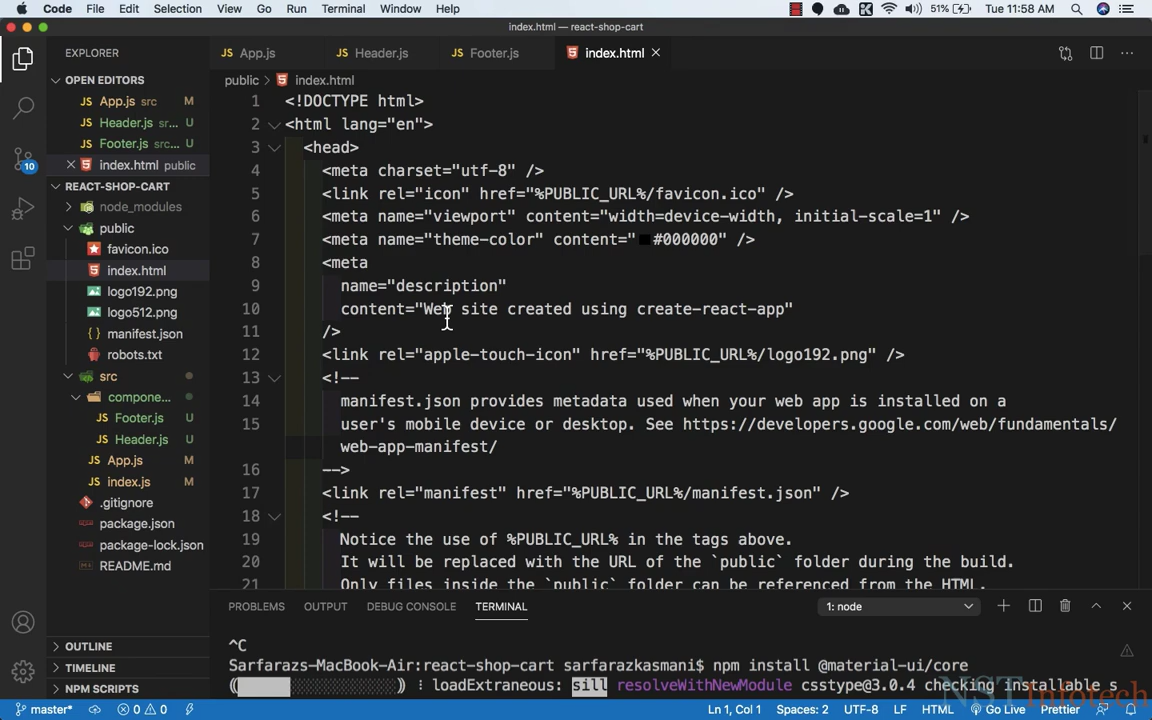 Code File Edit Selection View Go Run Terminal Window Help 51% Tue 11:58 AM
index.html — react-shop-cart
EXPLORER
App.js
Header.js
Footer.js
index.html
OPEN EDITORS
App.js src M
Header.js sr... U
Footer.js src... U
index.html public
REACT-SHOP-CART
node_modules
public
favicon.ico
index.html
logo192.png
logo512.png
manifest.json
robots.txt
src
compone...
Footer.js U
Header.js U
App.js M
index.js M
.gitignore
package.json
package-lock.json
README.md
OUTLINE
TIMELINE
NPM SCRIPTS
10
public > index.html
1 <!DOCTYPE html>
2 <html lang="en">
3 <head>
4 <meta charset="utf-8" />
5 <link rel="icon" href="%PUBLIC_URL%/favicon.ico" />
6 <meta name="viewport" content="width=device-width, initial-scale=1" />
7 <meta name="theme-color" content="#000000" />
8 <meta
9 name="description"
10 content="Web site created using create-react-app"
11 />
12 <link rel="apple-touch-icon" href="%PUBLIC_URL%/logo192.png" />
13 <!--
14 manifest.json provides metadata used when your web app is installed on a
15 user's mobile device or desktop. See https://developers.google.com/web/fundamentals/
web-app-manifest/
16 -->
17 <link rel="manifest" href="%PUBLIC_URL%/manifest.json" />
18 <!--
19 Notice the use of %PUBLIC_URL% in the tags above.
20 It will be replaced with the URL of the `public` folder during the build.
21 Only files inside the `public` folder can be referenced from the HTML.
PROBLEMS OUTPUT DEBUG CONSOLE TERMINAL 1: node
^C
Sarfarazs-MacBook-Air:react-shop-cart sarfarazkasmani$ npm install @material-ui/core
loadExtraneous: sill resolveWithNewModule csstype@3.0.4 checking installable s
NST Infotech
master* 0 0 Ln 1, Col 1 Spaces: 2 UTF-8 LF HTML Go Live Prettier